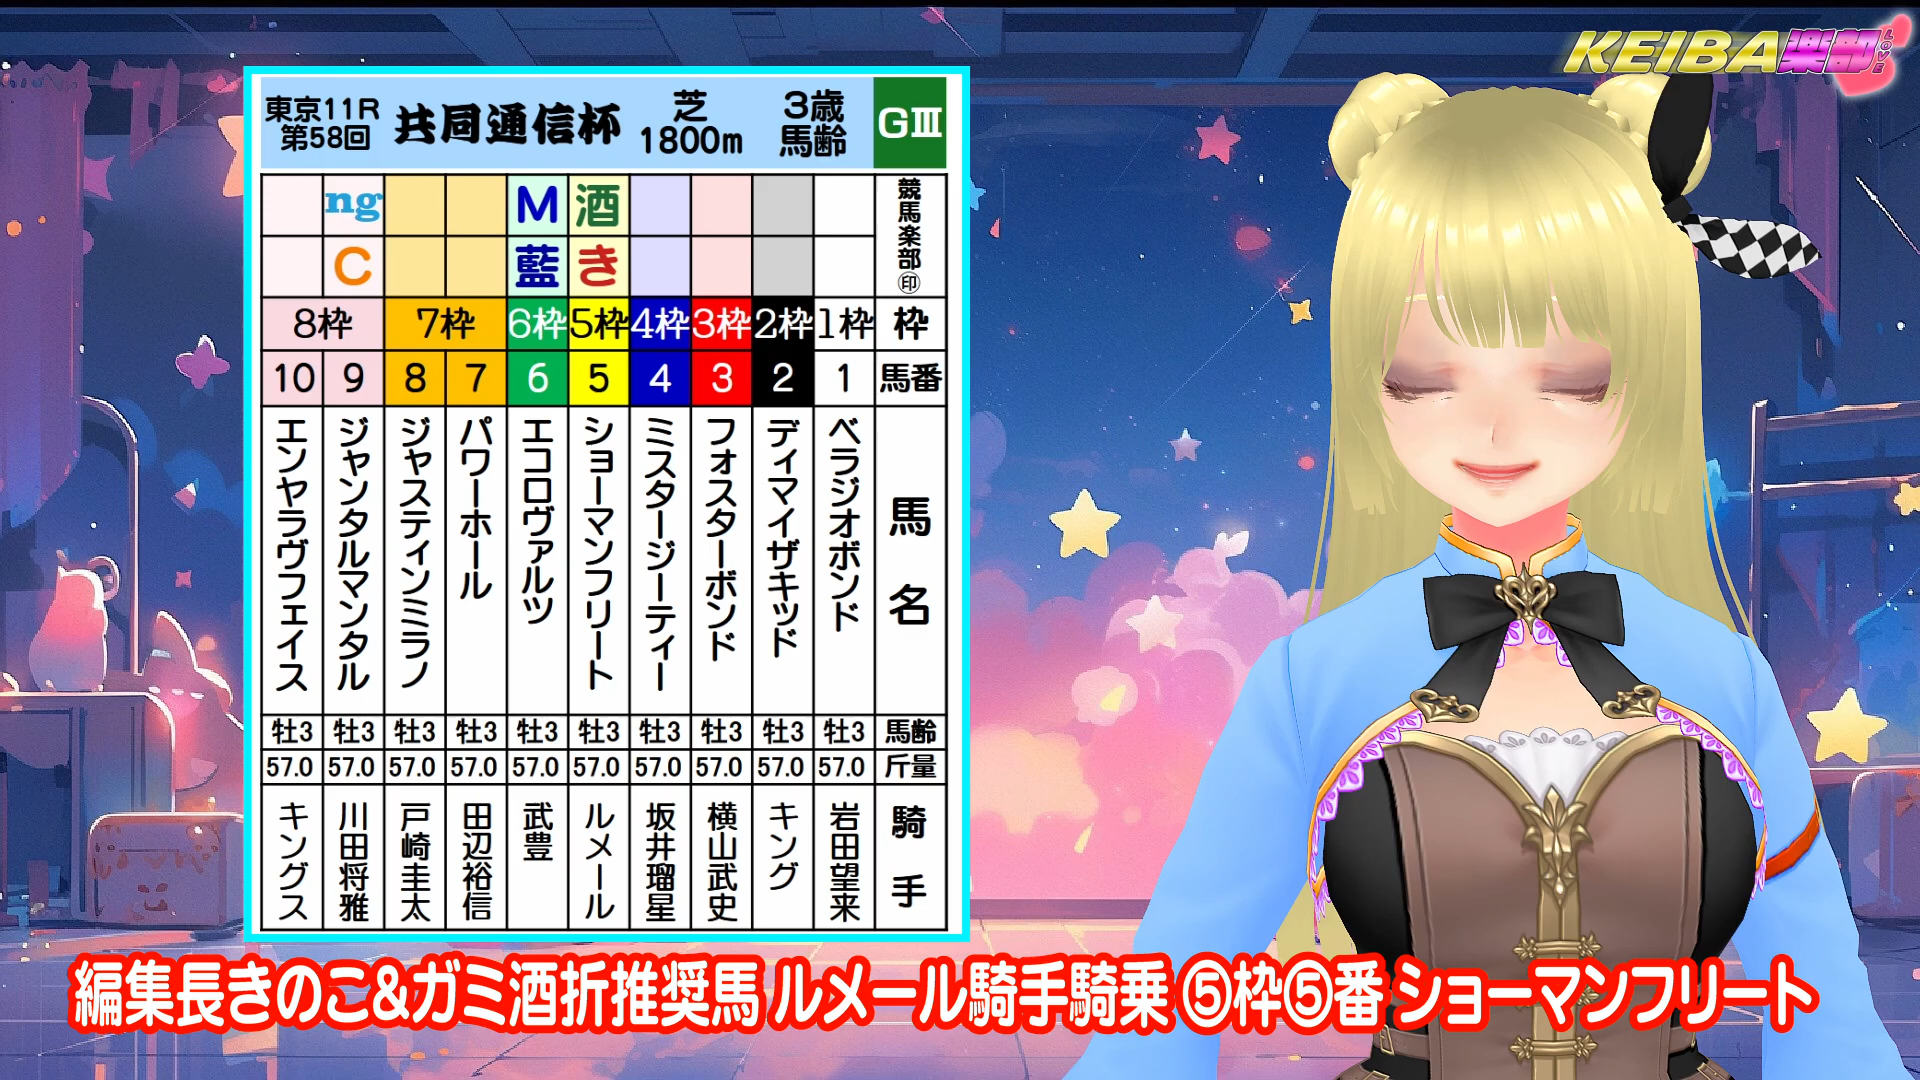 KEIBA楽部
LOVE
東京11R
第58回
共同通信杯
芝
1800m
3歳
馬齢
GⅢ
競馬楽部㊞
ng
M
酒
C
藍
き
枠
1枠
2枠
3枠
4枠
5枠
6枠
7枠
8枠
馬番
1
2
3
4
5
6
7
8
9
10
馬名
ベラジオボンド
ディマイザキッド
フォスターボンド
ミスタージーティー
ショーマンフリート
エコロヴァルツ
パワーホール
ジャスティンミラノ
ジャンタルマンタル
エンヤラヴフェイス
馬齢
牡3
牡3
牡3
牡3
牡3
牡3
牡3
牡3
牡3
牡3
斤量
57.0
57.0
57.0
57.0
57.0
57.0
57.0
57.0
57.0
57.0
騎手
岩田望来
キング
横山武史
坂井瑠星
ルメール
武豊
田辺裕信
戸崎圭太
川田将雅
キングス
編集長きのこ&ガミ酒折推奨馬 ルメール騎手騎乗 ⑤枠⑤番 ショーマンフリート